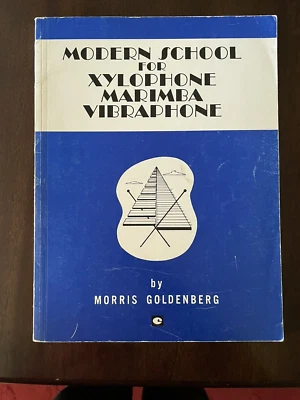 MODERN SCHOOL
FOR
XYLOPHONE
MARIMBA
VIBRAPHONE
by
MORRIS GOLDENBERG